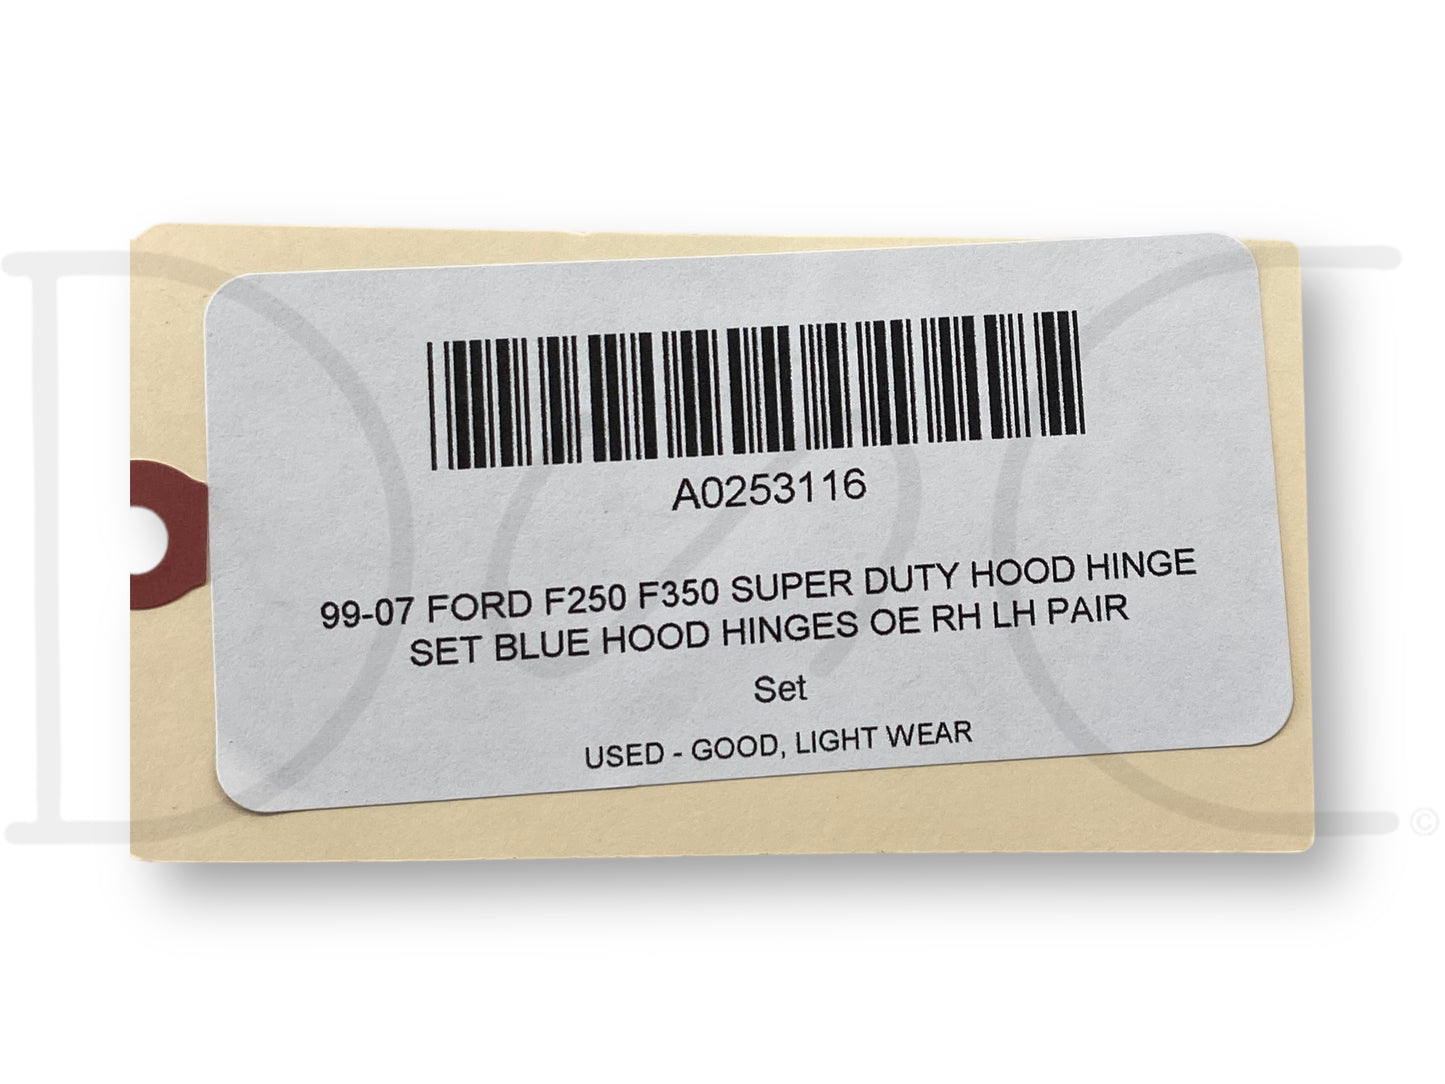 A0253116
99-07 FORD F250 F350 SUPER DUTY HOOD HINGE
SET BLUE HOOD HINGES OE RH LH PAIR
Set
USED - GOOD, LIGHT WEAR
©